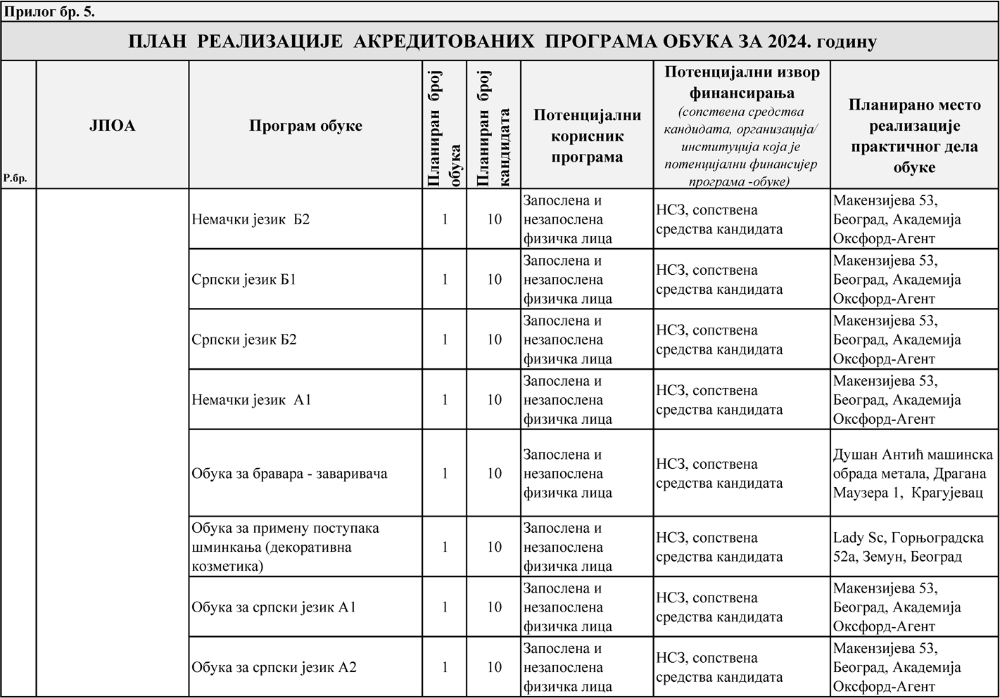 Прилог бр. 5.
ПЛАН РЕАЛИЗАЦИЈЕ АКРЕДИТОВАНИХ ПРОГРАМА ОБУКА ЗА 2024. годину
Р.бр.
ЈПОА
Програм обуке
Планиран број
обука
Планиран број
кандидата
Потенцијални
корисник
програма
Потенцијални извор
финансирања
(сопствена средства
кандидата, организација/
институција која је
потенцијални финансијер
програма -обуке)
Планирано место
реализације
практичног дела
обуке
Немачки језик Б2
1
10
Запослена и
незапослена
физичка лица
НСЗ, сопствена
средства кандидата
Макензијева 53,
Београд, Академија
Оксфорд-Агент
Српски језик Б1
1
10
Запослена и
незапослена
физичка лица
НСЗ, сопствена
средства кандидата
Макензијева 53,
Београд, Академија
Оксфорд-Агент
Српски језик Б2
1
10
Запослена и
незапослена
физичка лица
НСЗ, сопствена
средства кандидата
Макензијева 53,
Београд, Академија
Оксфорд-Агент
Немачки језик А1
1
10
Запослена и
незапослена
физичка лица
НСЗ, сопствена
средства кандидата
Макензијева 53,
Београд, Академија
Оксфорд-Агент
Обука за бравара - заваривача
1
10
Запослена и
незапослена
физичка лица
НСЗ, сопствена
средства кандидата
Душан Антић машинска
обрада метала, Драгана
Маузера 1, Крагујевац
Обука за примену поступака
шминкања (декоративна
козметика)
1
10
Запослена и
незапослена
физичка лица
НСЗ, сопствена
средства кандидата
Lady Sc, Горњоградска
52а, Земун, Београд
Обука за српски језик А1
1
10
Запослена и
незапослена
физичка лица
НСЗ, сопствена
средства кандидата
Макензијева 53,
Београд, Академија
Оксфорд-Агент
Обука за српски језик А2
1
10
Запослена и
незапослена
физичка лица
НСЗ, сопствена
средства кандидата
Макензијева 53,
Београд, Академија
Оксфорд-Агент